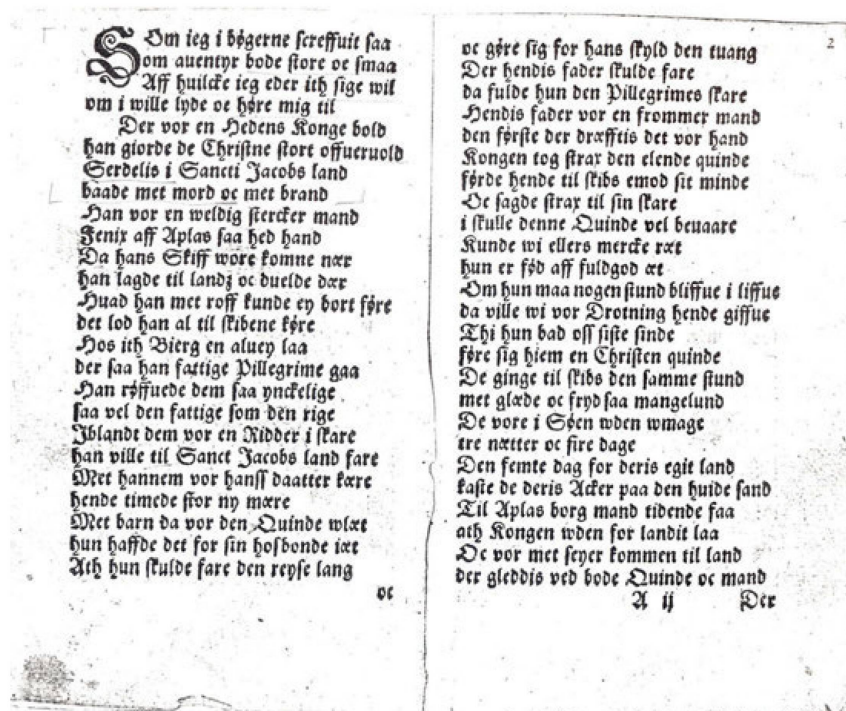 SOm ieg i bøgerne screffuit saa
om auentyr bode store oc smaa
Aff huilcke ieg eder ith sige wil
om i wille lyde oc høre mig til
Der vor en Hedens Konge bold
han giorde de Christne stort offueruold
Serdelis i Sancti Jacobs land
baade met mord oc met brand
Han vor en weldig stercker mand
Fenix aff Aplas saa hed hand
Da hans Skiff wore komne nær
han lagde til landz oc duelde dær
Huad han met roff kunde ey bort føre
det lod han al til skibene køre
Hos ith Bierg en aluey laa
der saa han fattige Pillegrime gaa
Han røffuede dem saa ynckelige
saa vel den fattige som den rige
Iblandt dem vor en Ridder i skare
han ville til Sanct Jacobs land fare
Met hannem vor hanss daatter kære
hende timede stor ny mære
Met barn da vor den Quinde wlæt
hun haffde det for sin hosbonde iæt
Ath hun skulde fare den reyse lang
oc
2
oc gøre sig for hans skyld den tuang
Der hendis fader skulde fare
da fulde hun den Pillegrimes skare
Hendis fader vor en frommer mand
den første der dræfftis det vor hand
Kongen tog strax den elende quinde
førde hende til skibs emod sit minde
Oc sagde strax til sin skare
i skulle denne Quinde vel beuaare
Kunde wi ellers mercke ræt
hun er fød aff fuldgod æt
Om hun maa nogen stund bliffue i liffue
da ville wi vor Drotning hende giffue
Thi hun bad oss siste sinde
føre sig hiem en Christen quinde
De ginge til skibs den samme stund
met glæde oc fryd saa mangelund
De vore i Søen wden wmage
tre nætter oc fire dage
Den femte dag for deris egit land
kaste de deris Acker paa den huide sand
Til Aplas borg mand tidende faa
ath Kongen wden for landit laa
Oc vor met seyer kommen til land
der gleddis ved bode Quinde oc mand
A ij Der